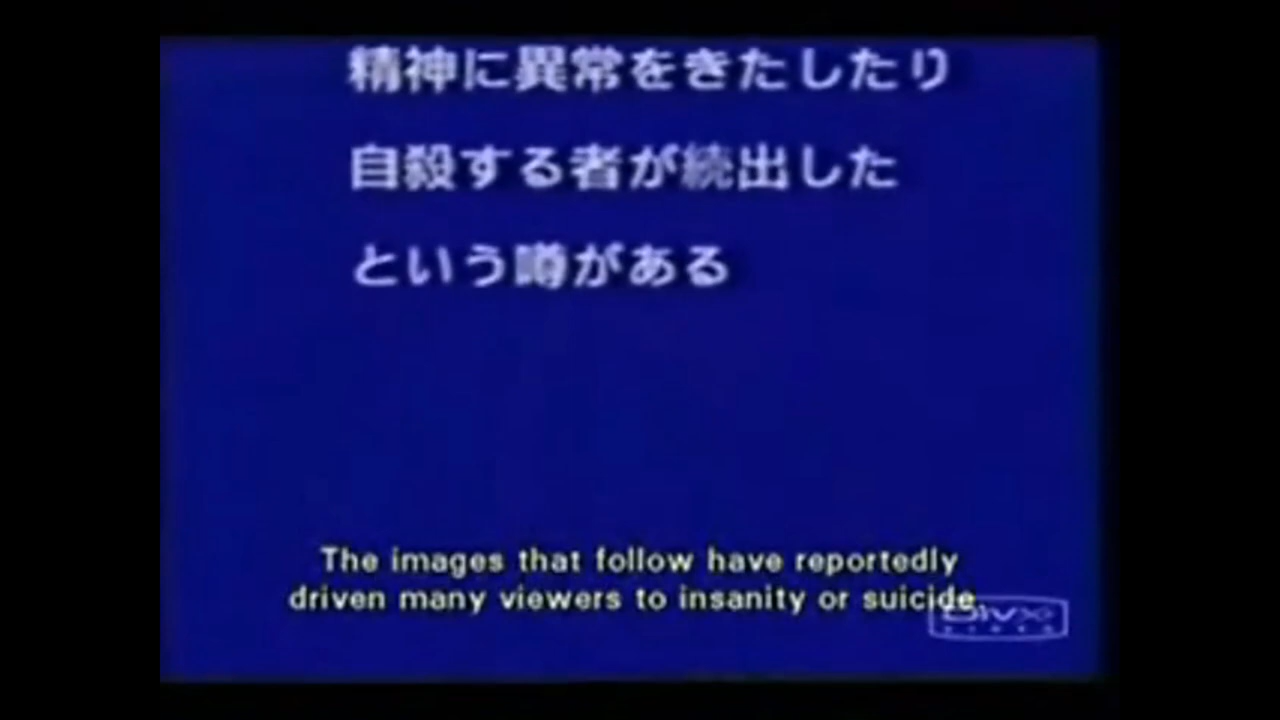 精神に異常をきたしたり
自殺する者が続出した
という噂がある
The images that follow have reportedly
driven many viewers to insanity or suicide
DivX
VIDEO